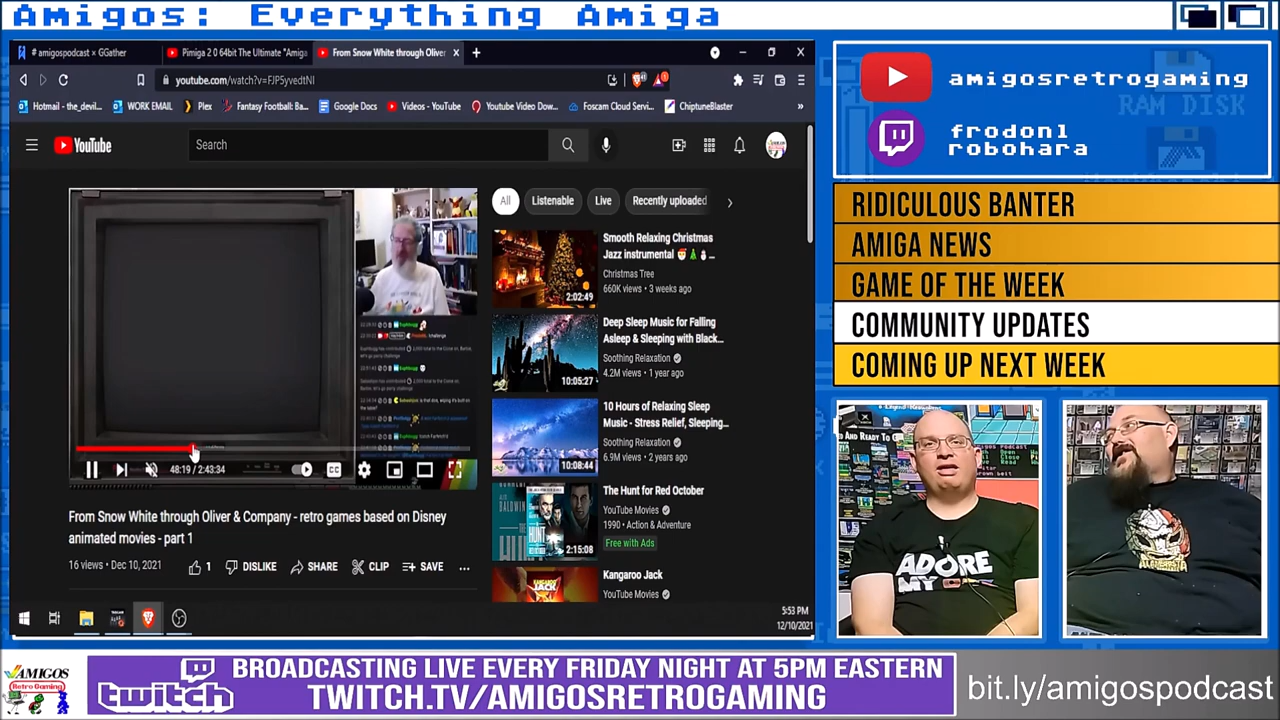 Amigos: Everything Amiga
# amigospodcast × GGather
Pimiga 2 0 64bit The Ultimate "Amiga
From Snow White through Oliver
youtube.com/watch?v=FJP5yvedtNI
Hotmail - the_devil...
WORK EMAIL
Plex
Fantasy Football: Ba...
Google Docs
Videos - YouTube
Youtube Video Dow...
Foscam Cloud Servi...
ChiptuneBlaster
YouTube
Search
All
Listenable
Live
Recently uploaded
48:19 / 2:43:34
CC
From Snow White through Oliver & Company - retro games based on Disney
animated movies - part 1
16 views • Dec 10, 2021
1
DISLIKE
SHARE
CLIP
SAVE
Smooth Relaxing Christmas
Jazz instrumental
Christmas Tree
660K views • 3 weeks ago
2:02:49
Deep Sleep Music for Falling
Asleep & Sleeping with Black...
Soothing Relaxation
4.2M views • 1 year ago
10:05:27
10 Hours of Relaxing Sleep
Music - Stress Relief, Sleeping...
Soothing Relaxation
6.9M views • 2 years ago
10:08:44
The Hunt for Red October
YouTube Movies
1990 • Action & Adventure
Free with Ads
2:15:08
Kangaroo Jack
YouTube Movies
5:53 PM
12/10/2021
amigosretrogaming
RAM DISK
frodon1
robohara
RIDICULOUS BANTER
AMIGA NEWS
GAME OF THE WEEK
COMMUNITY UPDATES
COMING UP NEXT WEEK
ADORE
MY
AMIGOS
Retro Gaming
twitch
BROADCASTING LIVE EVERY FRIDAY NIGHT AT 5PM EASTERN
TWITCH.TV/AMIGOSRETROGAMING
bit.ly/amigospodcast